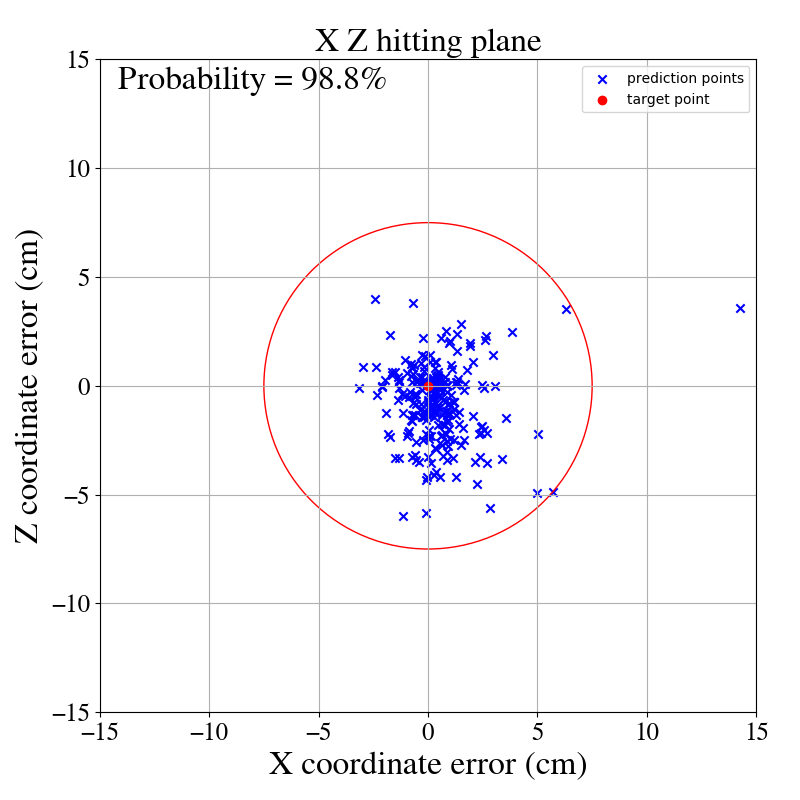 X Z hitting plane
Probability = 98.8%
prediction points
target point
15
10
5
0
−5
−10
−15
Z coordinate error (cm)
−15 −10 −5 0 5 10 15
X coordinate error (cm)